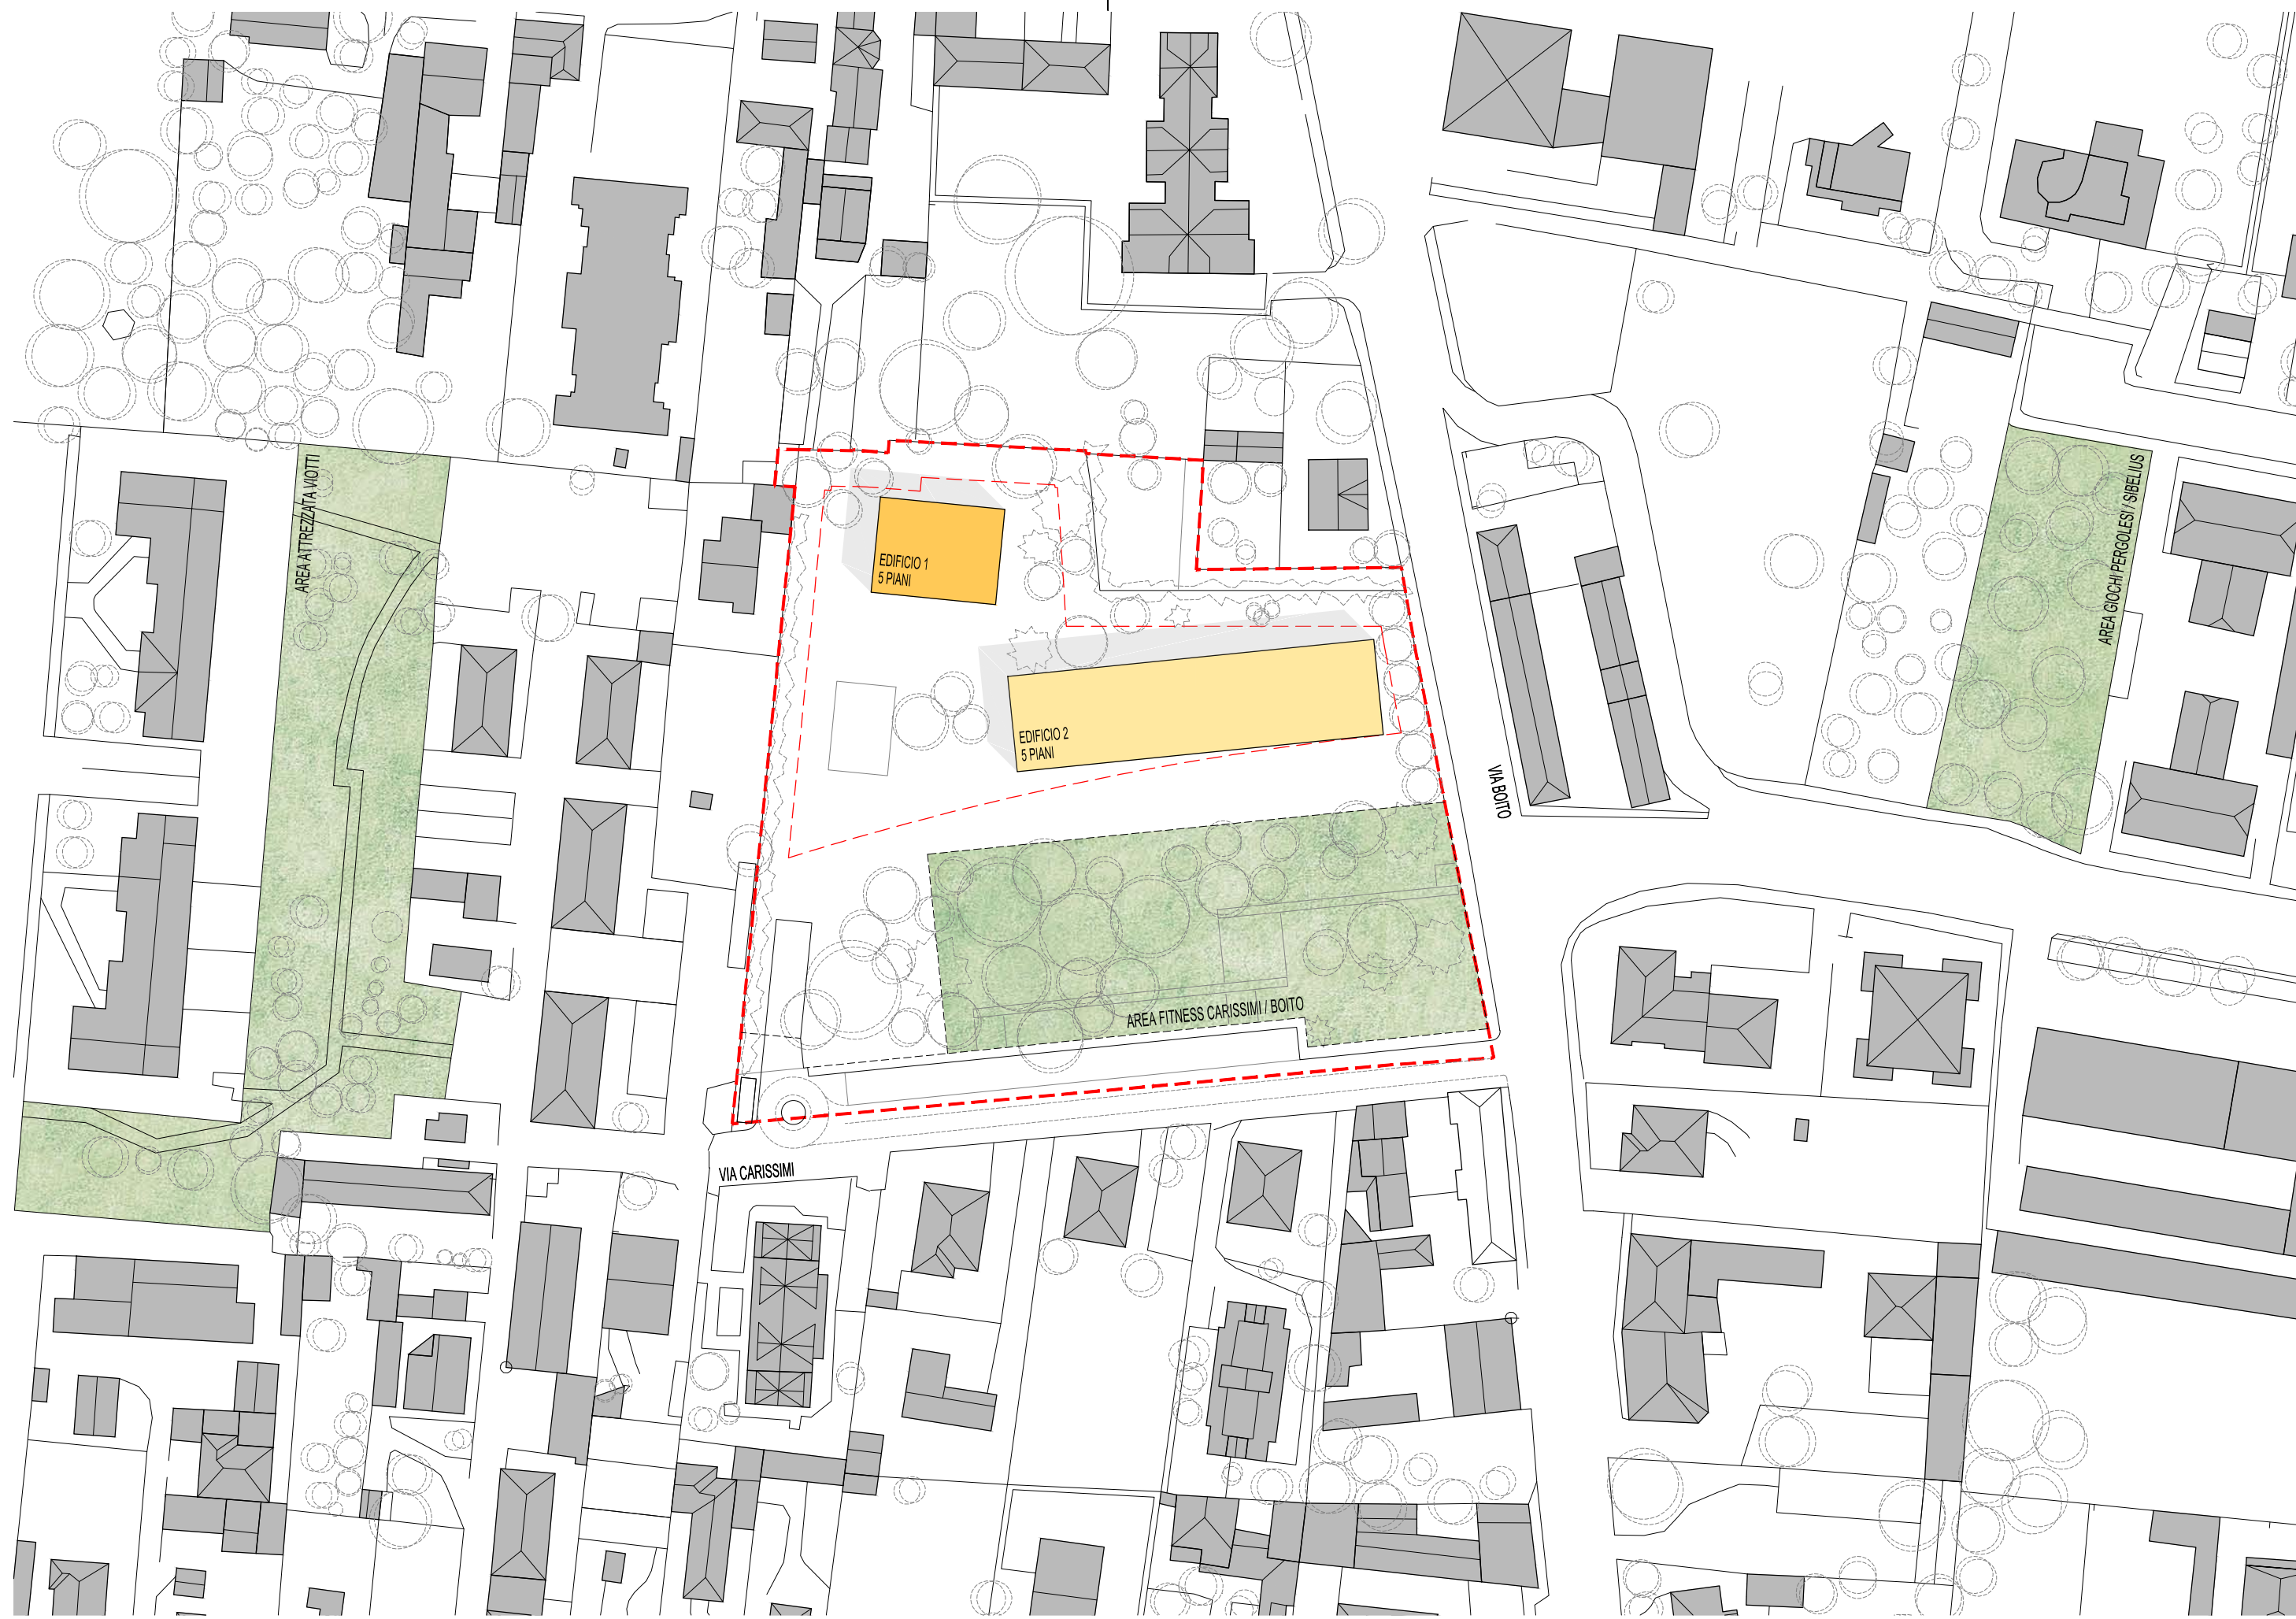 AREA ATTREZZATA VIOTTI
AREA GIOCHI PERGOLESI / SIBELIUS
EDIFICIO 1
5 PIANI
EDIFICIO 2
5 PIANI
VIA BOITO
AREA FITNESS CARISSIMI / BOITO
VIA CARISSIMI